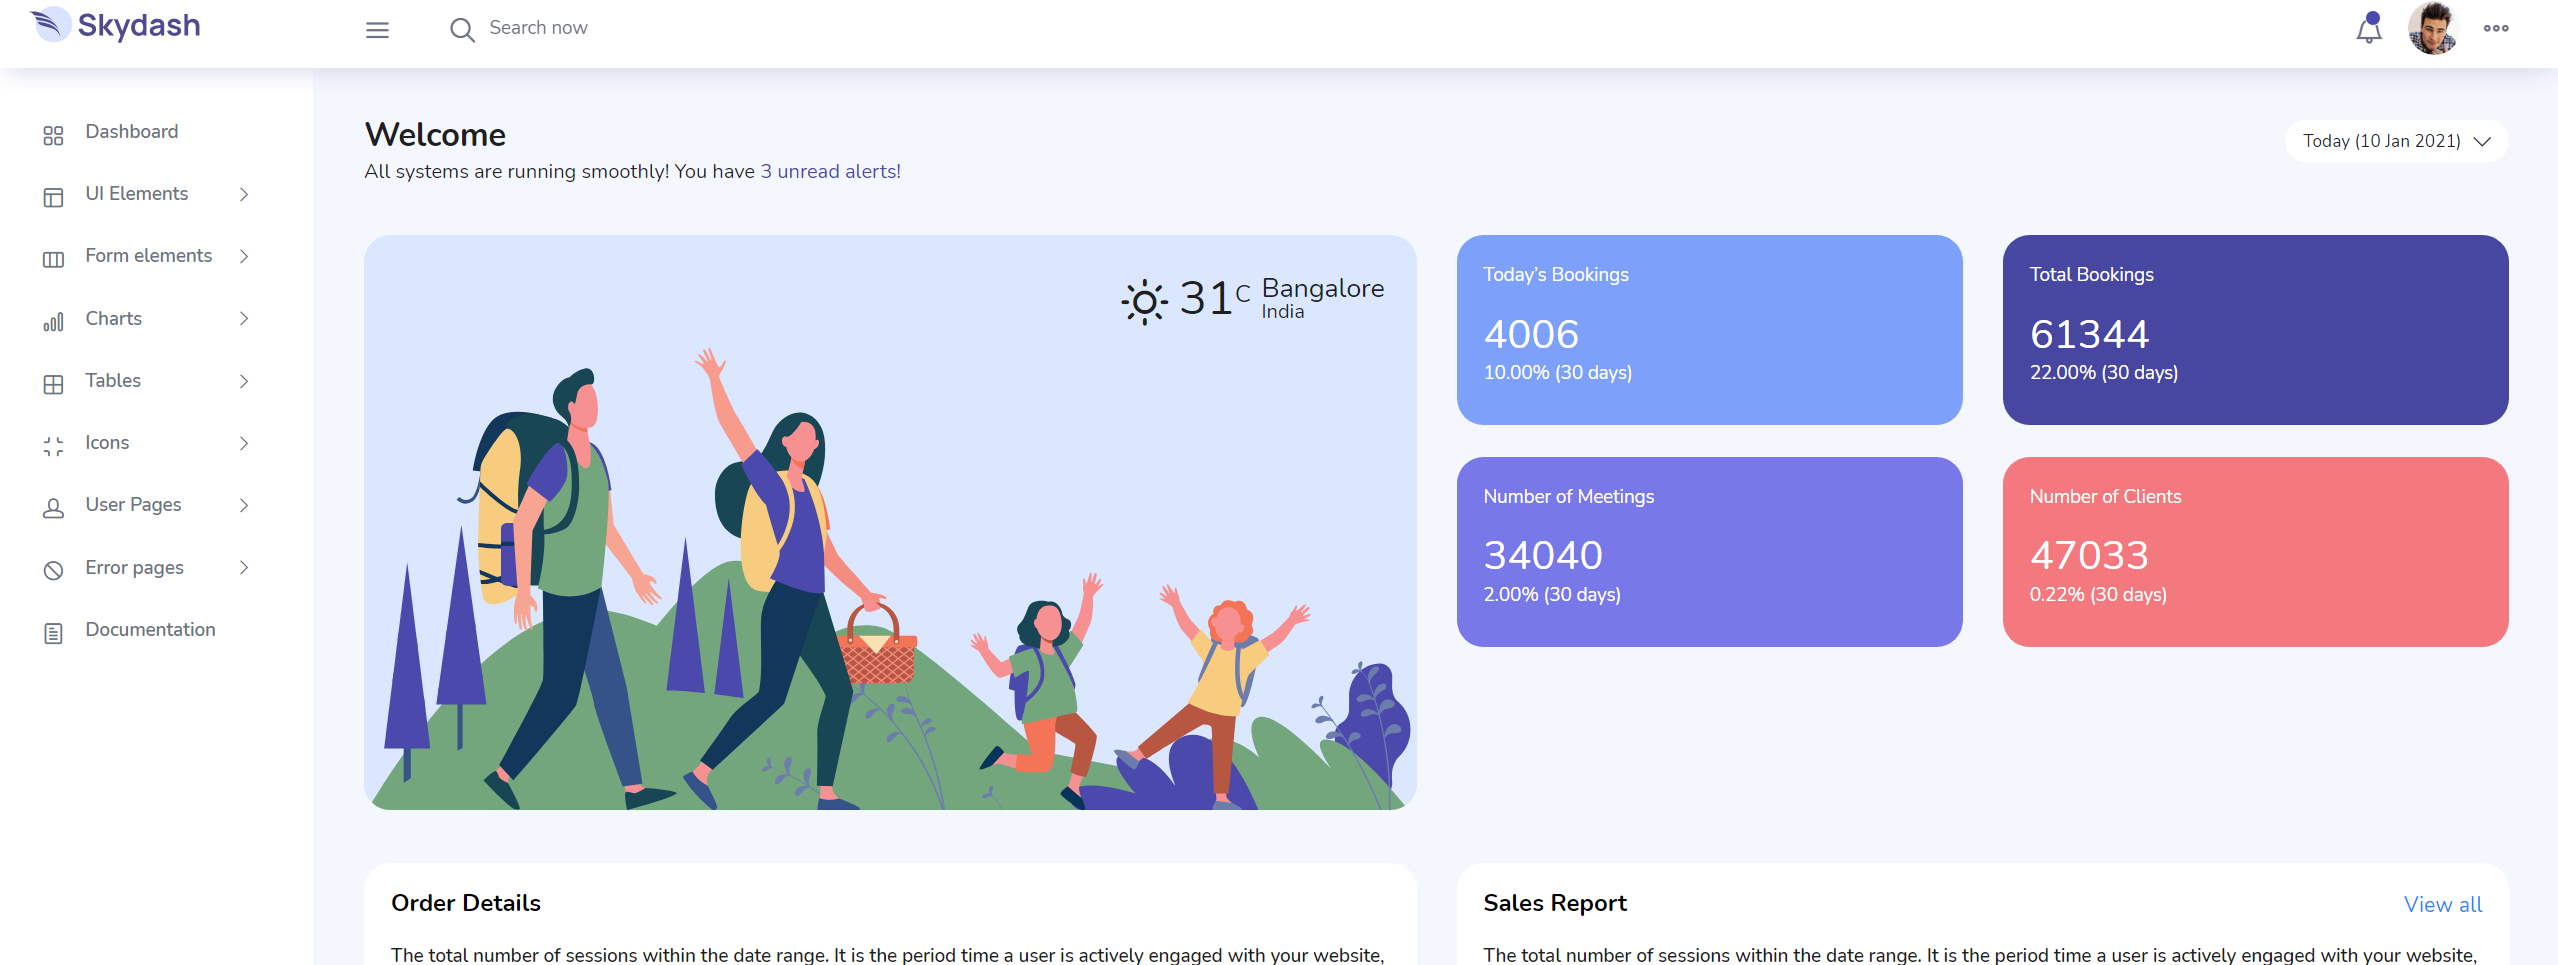 Skydash
Search now
Dashboard
UI Elements
Form elements
Charts
Tables
Icons
User Pages
Error pages
Documentation
Welcome
All systems are running smoothly! You have 3 unread alerts!
Today (10 Jan 2021)
31 C Bangalore
India
Today's Bookings
4006
10.00% (30 days)
Total Bookings
61344
22.00% (30 days)
Number of Meetings
34040
2.00% (30 days)
Number of Clients
47033
0.22% (30 days)
Order Details
The total number of sessions within the date range. It is the period time a user is actively engaged with your website,
Sales Report
View all
The total number of sessions within the date range. It is the period time a user is actively engaged with your website,